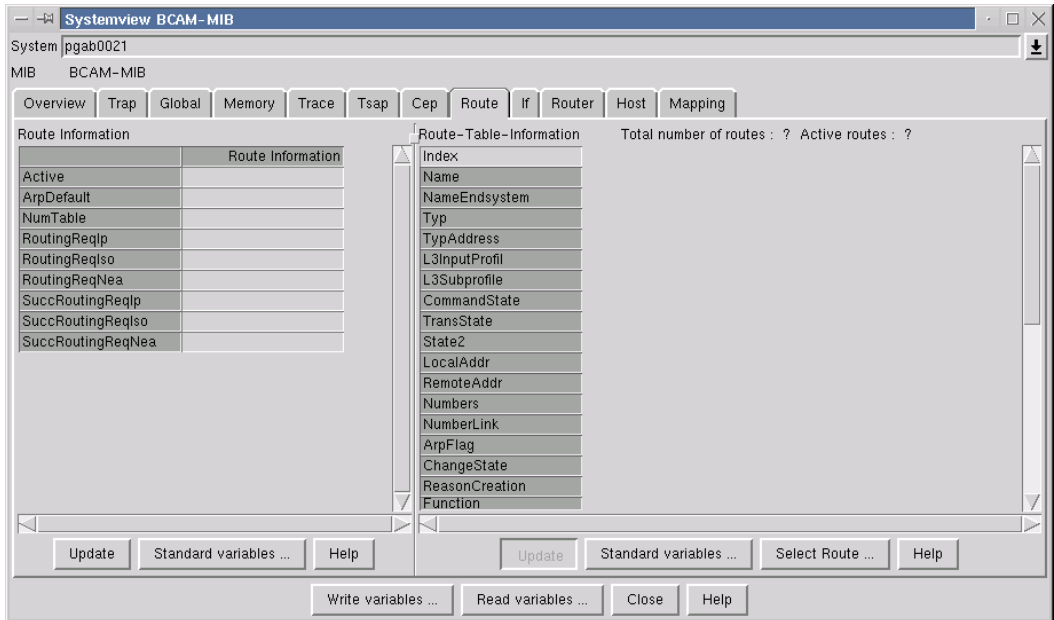 Systemview BCAM-MIB
System pgab0021
MIB BCAM-MIB
Overview Trap Global Memory Trace Tsap Cep Route If Router Host Mapping
Route Information
Route Information
Active
ArpDefault
NumTable
RoutingReqIp
RoutingReqIso
RoutingReqNea
SuccRoutingReqIp
SuccRoutingReqIso
SuccRoutingReqNea
Update Standard variables ... Help
Route-Table-Information Total number of routes : ? Active routes : ?
Index
Name
NameEndsystem
Typ
TypAddress
L3InputProfil
L3Subprofile
CommandState
TransState
State2
LocalAddr
RemoteAddr
Numbers
NumberLink
ArpFlag
ChangeState
ReasonCreation
Function
Update Standard variables ... Select Route ... Help
Write variables ... Read variables ... Close Help